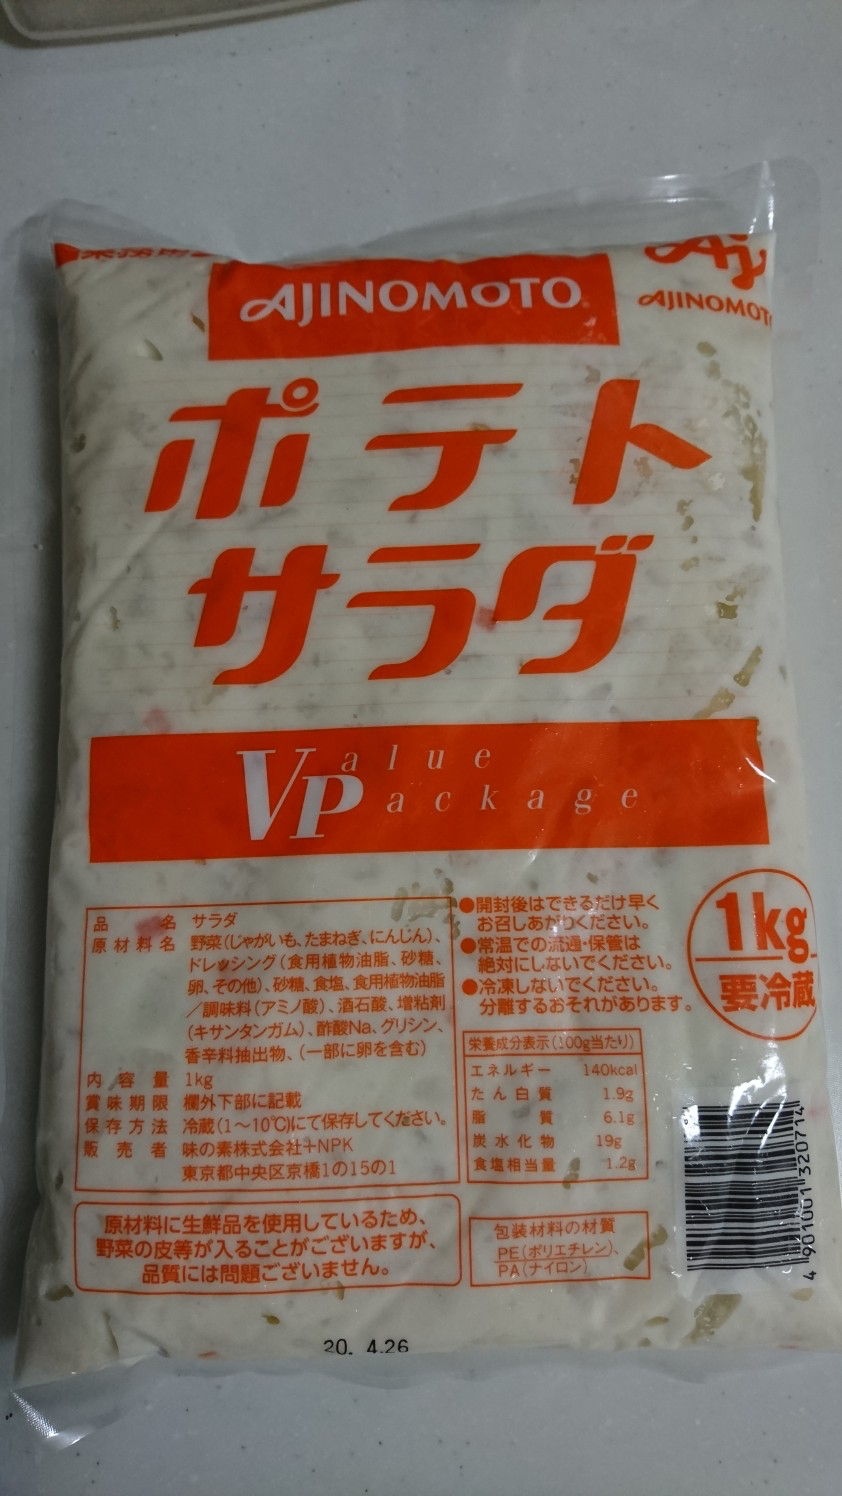 AJINOMOTO
AJINOMOTO
ポテト
サラダ
Value
Package
品名 サラダ
原材料名 野菜(じゃがいも、たまねぎ、にんじん)、
ドレッシング(食用植物油脂、砂糖、
卵、その他)、砂糖、食塩、食用植物油脂
/調味料(アミノ酸)、酒石酸、増粘剤
(キサンタンガム)、酢酸Na、グリシン、
香辛料抽出物、(一部に卵を含む)
内容量 1kg
賞味期限 欄外下部に記載
保存方法 冷蔵(1~10℃)にて保存してください。
販売者 味の素株式会社+NPK
東京都中央区京橋1の15の1
●開封後はできるだけ早く
お召しあがりください。
●常温での流通・保管は
絶対にしないでください。
●冷凍しないでください。
分離するおそれがあります。
1kg
要冷蔵
栄養成分表示(100g当たり)
エネルギー 140kcal
たん白質 1.9g
脂質 6.1g
炭水化物 19g
食塩相当量 1.2g
原材料に生鮮品を使用しているため、
野菜の皮等が入ることがございますが、
品質には問題ございません。
包装材料の材質
PE(ポリエチレン)、
PA(ナイロン)
4 901001 320714
20. 4.26